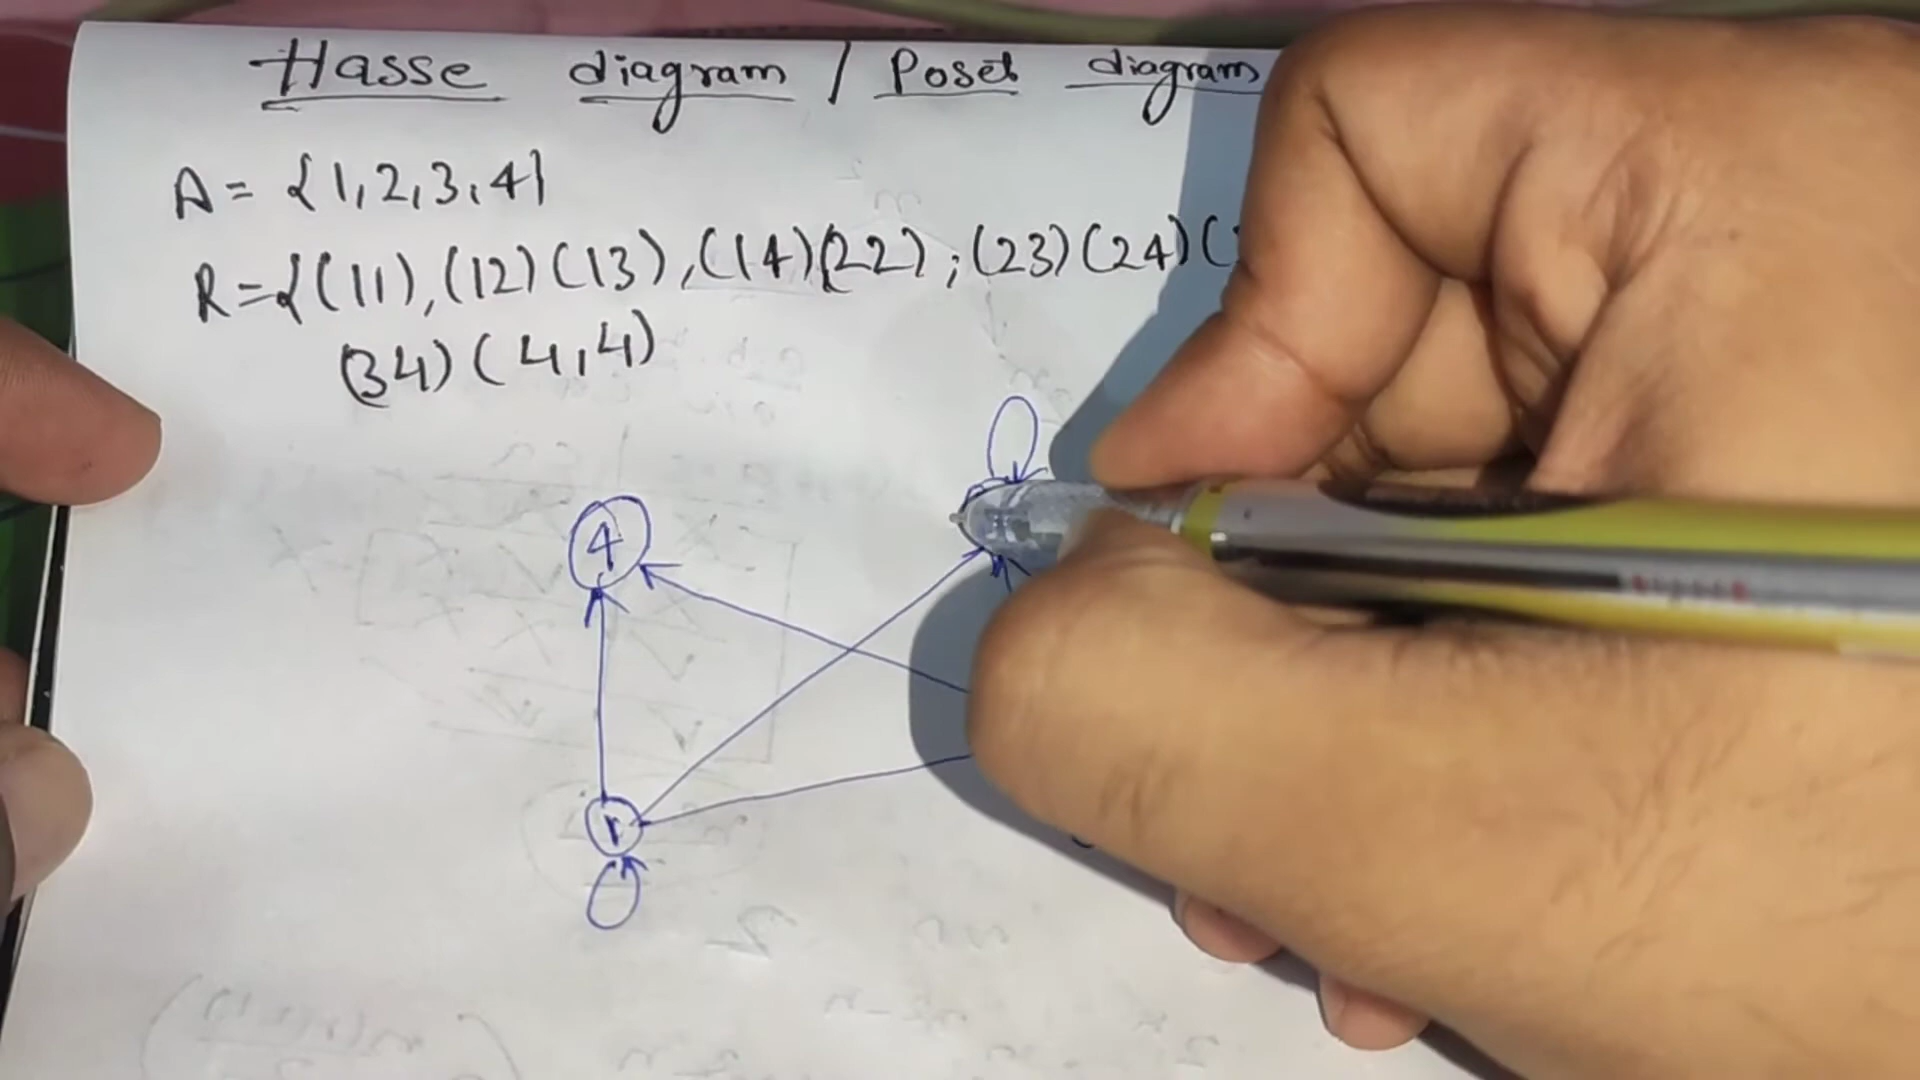 Hasse diagram / Poset diagram
A = {1,2,3,4}
R={(11),(12)(13),(14)(22),(23)(24)(
(34)(4,4)
4
1